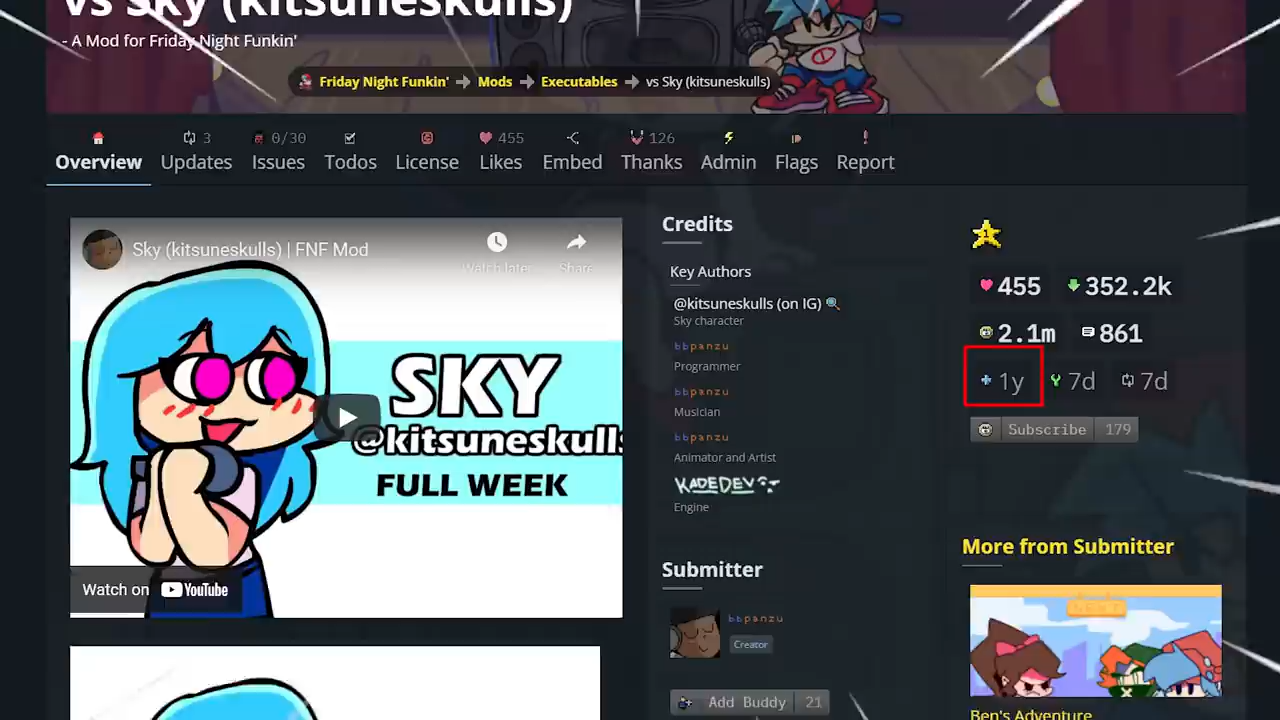 vs Sky (kitsuneskulls)
- A Mod for Friday Night Funkin'
Friday Night Funkin' Mods Executables vs Sky (kitsuneskulls)
3 0/30 455 126
Overview Updates Issues Todos License Likes Embed Thanks Admin Flags Report
Sky (kitsuneskulls) | FNF Mod
Watch later Share
SKY
@kitsuneskulls
FULL WEEK
Watch on YouTube
Credits
Key Authors
@kitsuneskulls (on IG)
Sky character
bbpanzu
Programmer
bbpanzu
Musician
bbpanzu
Animator and Artist
KADEDEV
Engine
Submitter
bbpanzu
Creator
Add Buddy 21
455 352.2k
2.1m 861
1y 7d 7d
Subscribe 179
More from Submitter
Ben's Adventure